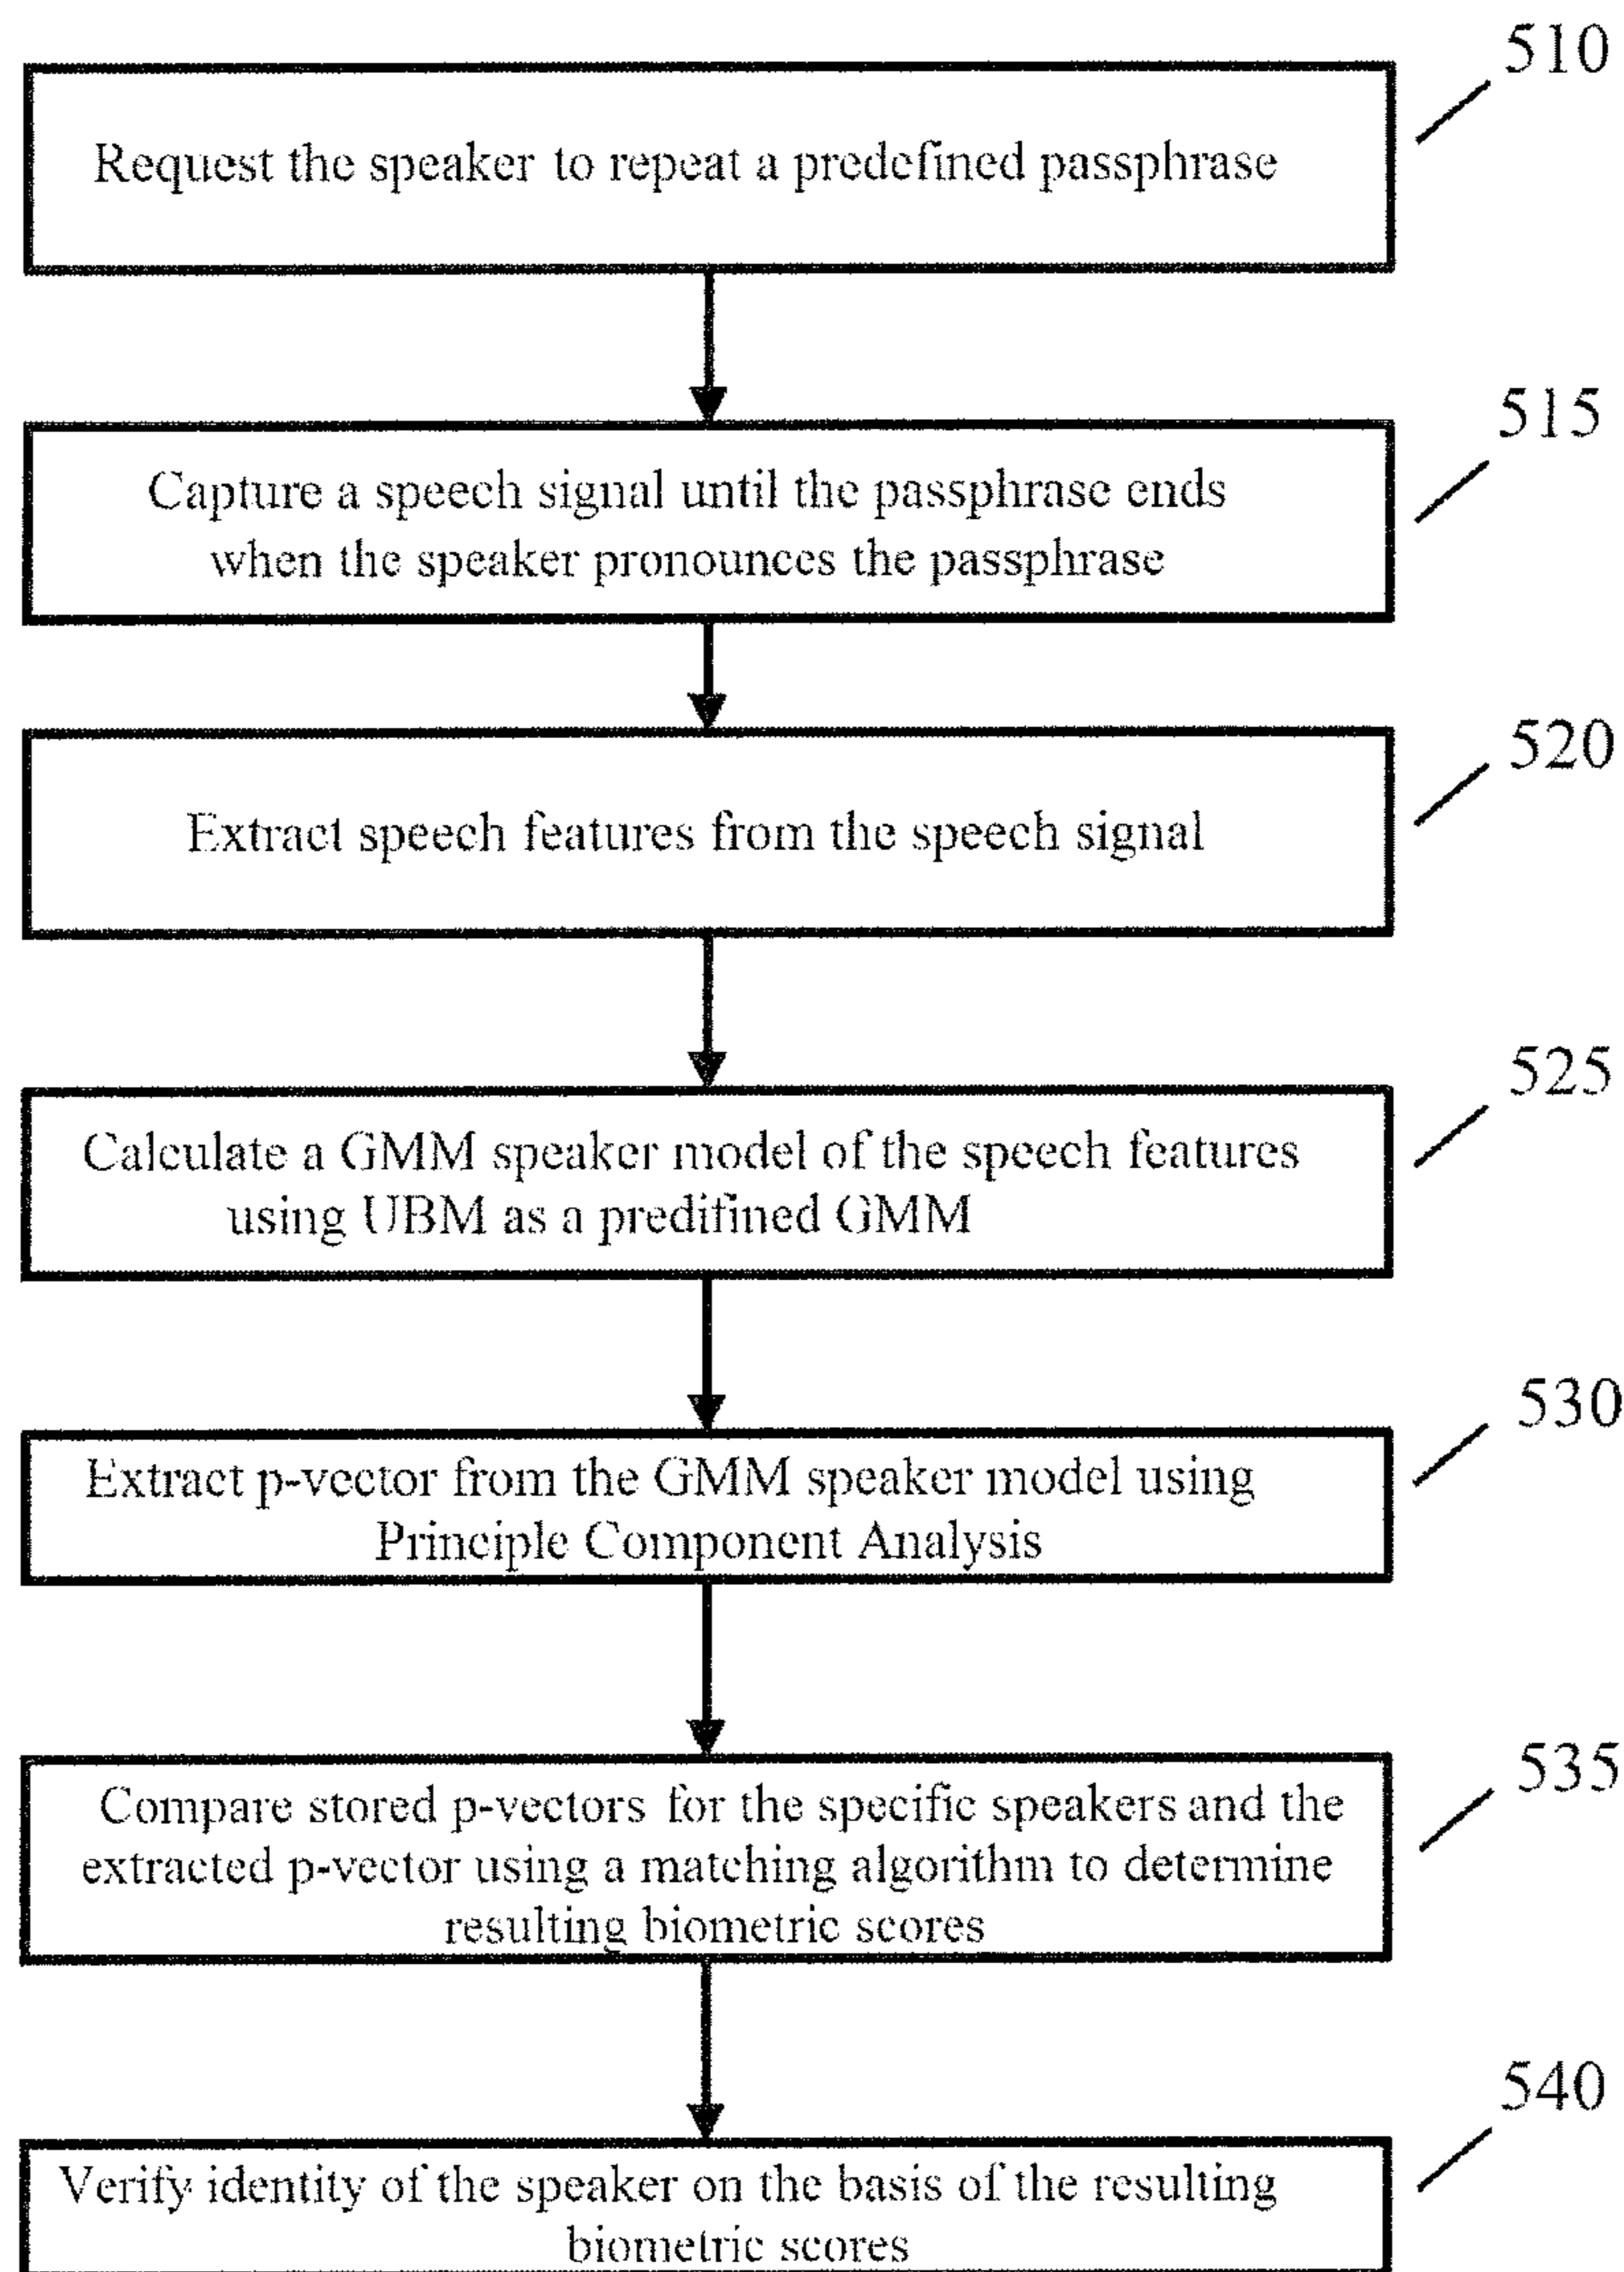 510
Request the speaker to repeat a predefined passphrase
515
Capture a speech signal until the passphrase ends
when the speaker pronounces the passphrase
520
Extract speech features from the speech signal
525
Calculate a GMM speaker model of the speech features
using UBM as a predifined GMM
530
Extract p-vector from the GMM speaker model using
Principle Component Analysis
535
Compare stored p-vectors for the specific speakers and the
extracted p-vector using a matching algorithm to determine
resulting biometric scores
540
Verify identity of the speaker on the basis of the resulting
biometric scores